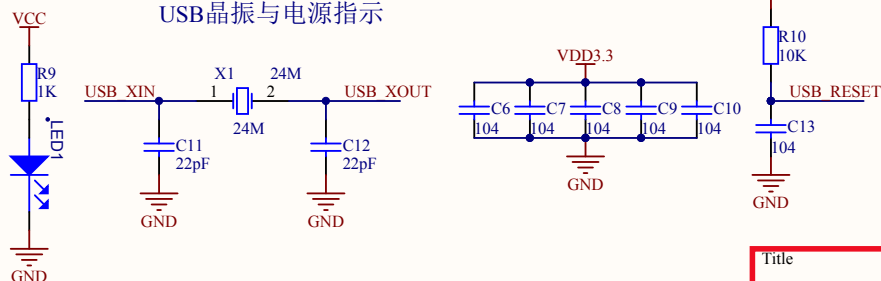 USB晶振与电源指示
VCC
R9
1K
LED1
GND
USB_XIN
X1
24M
1
2
24M
USB_XOUT
C11
22pF
GND
C12
22pF
GND
VDD3.3
C6
104
C7
104
C8
104
C9
104
C10
104
GND
R10
10K
USB_RESET
C13
104
GND
Title